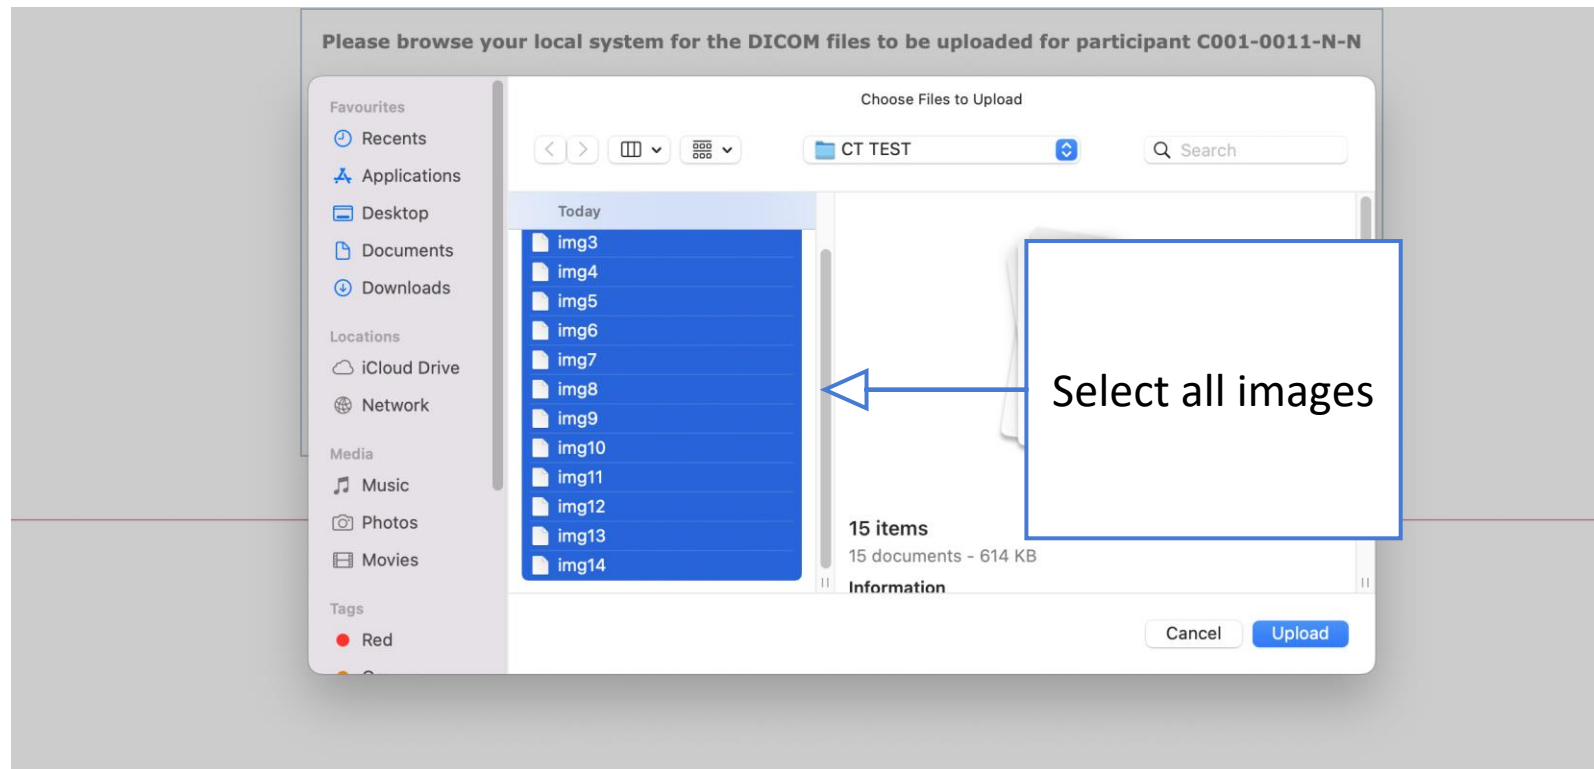 Please browse your local system for the DICOM files to be uploaded for participant C001-0011-N-N
Choose Files to Upload
Favourites
Recents
Applications
Desktop
Documents
Downloads
Locations
iCloud Drive
Network
Media
Music
Photos
Movies
Tags
Red
CT TEST
Search
Today
img3
img4
img5
img6
img7
img8
img9
img10
img11
img12
img13
img14
Select all images
15 items
15 documents - 614 KB
Information
Cancel
Upload